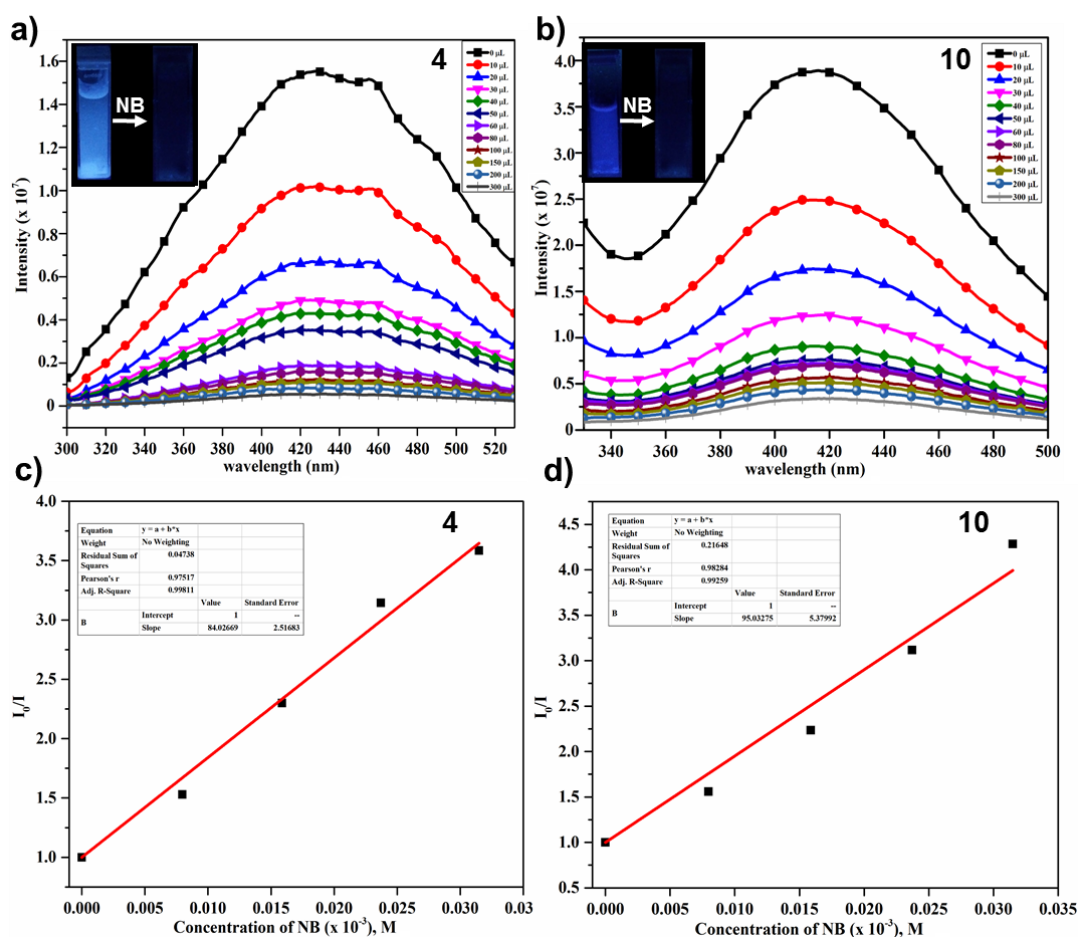 a)
4
NB
0 µL
10 µL
20 µL
30 µL
40 µL
50 µL
60 µL
80 µL
100 µL
150 µL
200 µL
300 µL
1.6
1.4
1.2
1.0
0.8
0.6
0.4
0.2
0
Intensity (x 10⁷)
300 320 340 360 380 400 420 440 460 480 500 520
wavelength (nm)
b)
10
NB
0 µL
10 µL
20 µL
30 µL
40 µL
50 µL
60 µL
80 µL
100 µL
150 µL
200 µL
300 µL
4.0
3.5
3.0
2.5
2.0
1.5
1.0
0.5
0
Intensity (x 10⁷)
340 360 380 400 420 440 460 480 500
wavelength (nm)
c)
4
Equation y = a + b*x
Weight No Weighting
Residual Sum of Squares 0.04738
Pearson's r 0.97517
Adj. R-Square 0.99811
Value Standard Error
B Intercept 1 --
Slope 84.02669 2.51683
4.0
3.5
3.0
2.5
2.0
1.5
1.0
I₀/I
0.000 0.005 0.010 0.015 0.020 0.025 0.030 0.03
Concentration of NB (x 10⁻³), M
d)
10
Equation y = a + b*x
Weight No Weighting
Residual Sum of Squares 0.21648
Pearson's r 0.98284
Adj. R-Square 0.99259
Value Standard Error
B Intercept 1 --
Slope 95.03275 5.37992
4.5
4.0
3.5
3.0
2.5
2.0
1.5
1.0
0.5
I₀/I
0.000 0.005 0.010 0.015 0.020 0.025 0.030 0.035
Concentration of NB (x 10⁻³), M